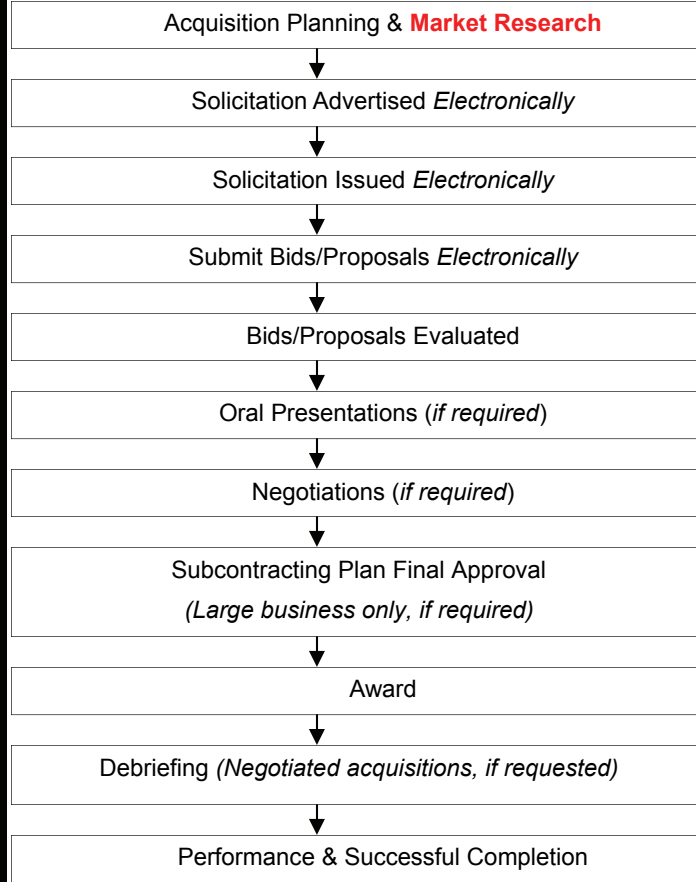 Acquisition Planning & Market Research
Solicitation Advertised Electronically
Solicitation Issued Electronically
Submit Bids/Proposals Electronically
Bids/Proposals Evaluated
Oral Presentations (if required)
Negotiations (if required)
Subcontracting Plan Final Approval
(Large business only, if required)
Award
Debriefing (Negotiated acquisitions, if requested)
Performance & Successful Completion